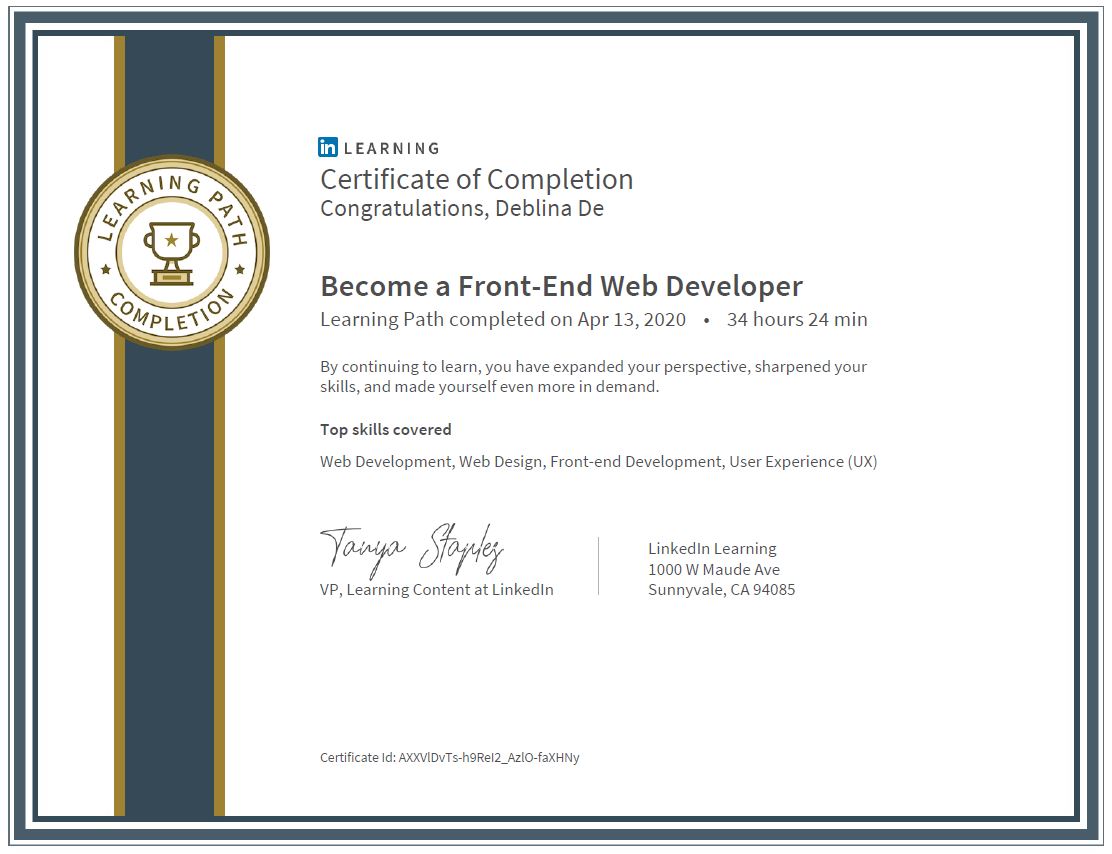 LEARNING PATH
COMPLETION
in LEARNING
Certificate of Completion
Congratulations, Deblina De
Become a Front-End Web Developer
Learning Path completed on Apr 13, 2020 • 34 hours 24 min
By continuing to learn, you have expanded your perspective, sharpened your
skills, and made yourself even more in demand.
Top skills covered
Web Development, Web Design, Front-end Development, User Experience (UX)
Tanya Staples
VP, Learning Content at LinkedIn
LinkedIn Learning
1000 W Maude Ave
Sunnyvale, CA 94085
Certificate Id: AXXVlDvTs-h9ReI2_AzlO-faXHNy